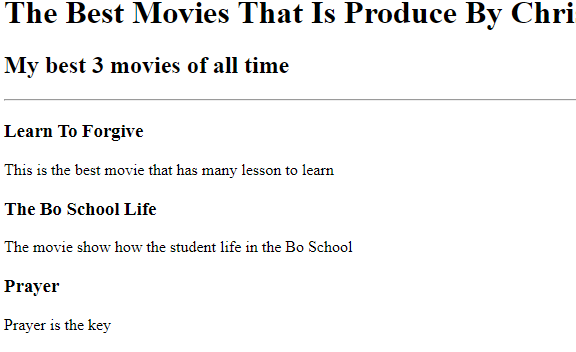 The Best Movies That Is Produce By Chri
My best 3 movies of all time
Learn To Forgive
This is the best movie that has many lesson to learn
The Bo School Life
The movie show how the student life in the Bo School
Prayer
Prayer is the key